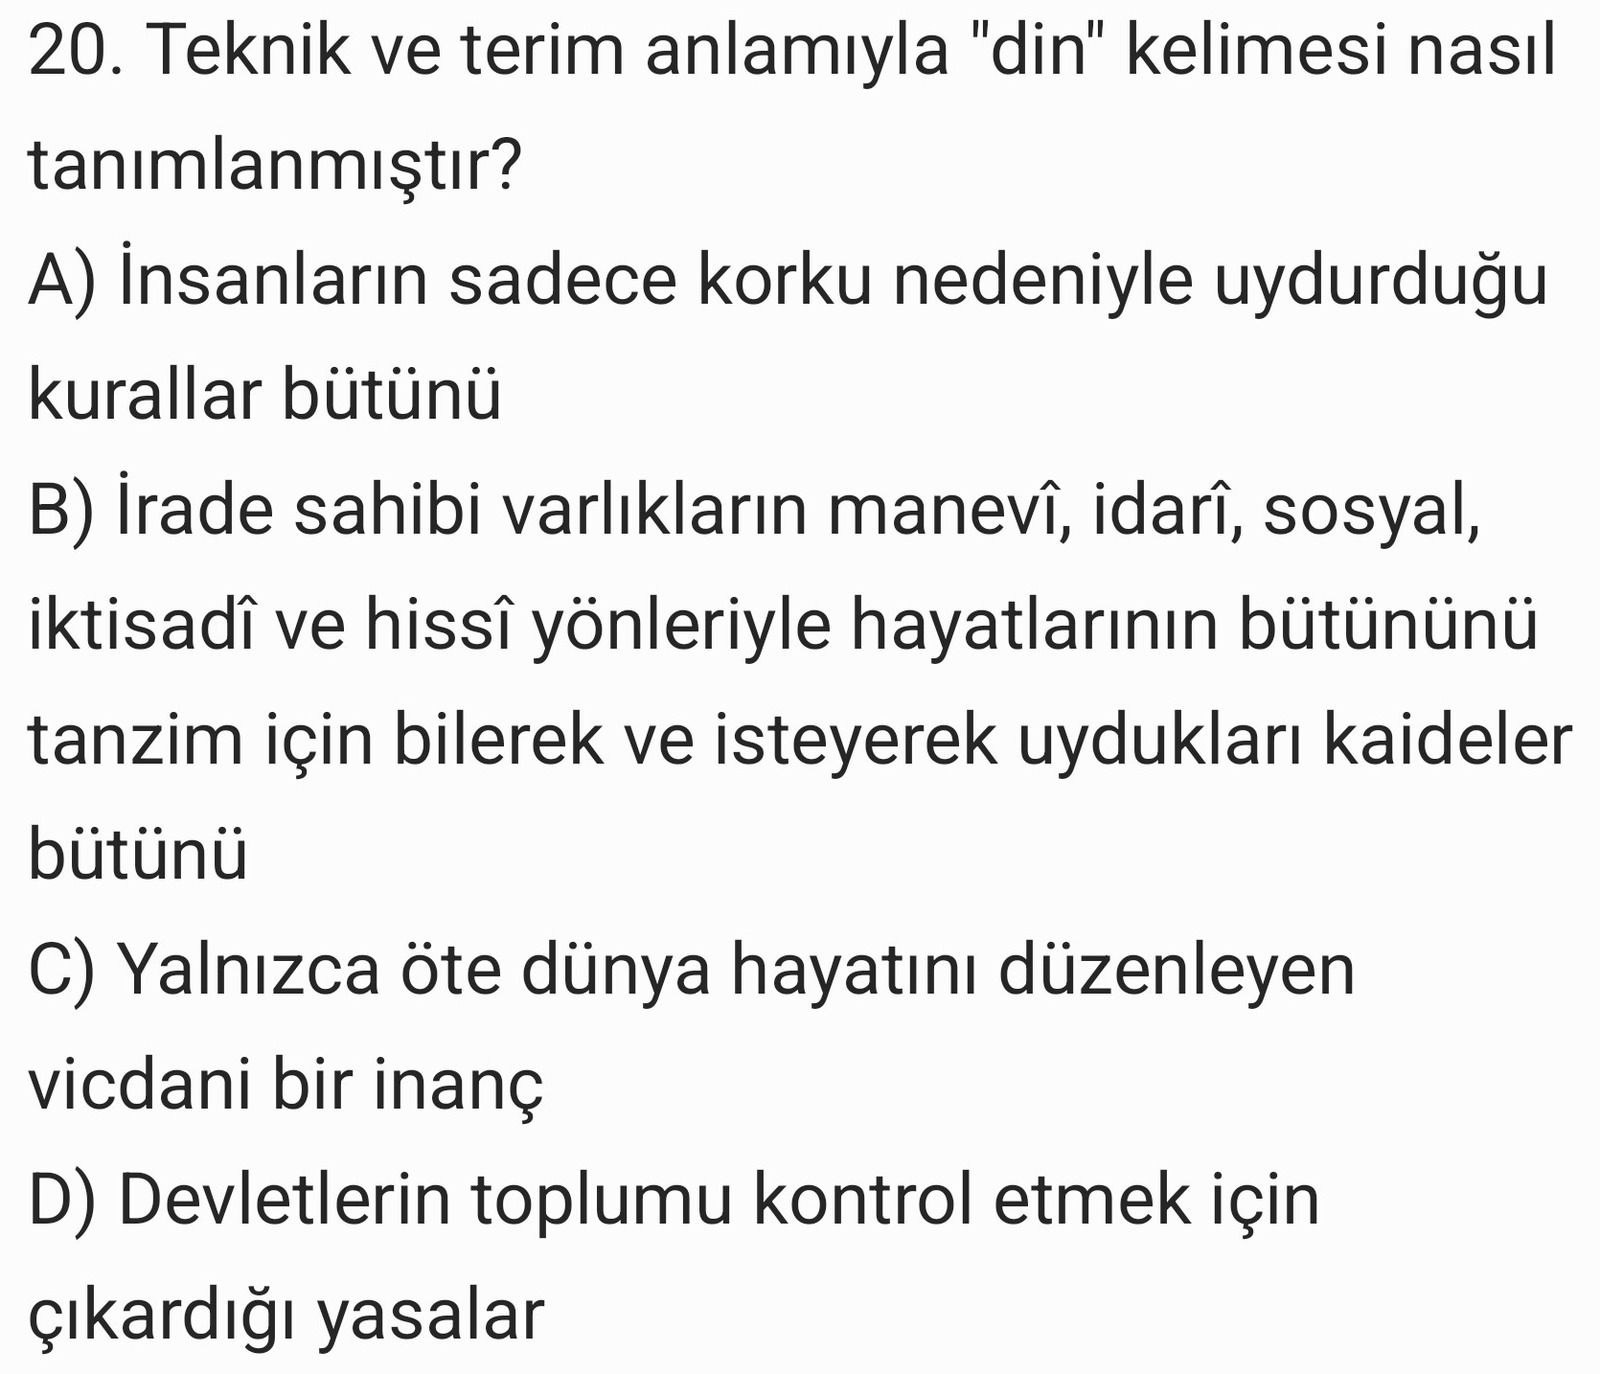 20. Teknik ve terim anlamıyla "din" kelimesi nasıl
tanımlanmıştır?
A) İnsanların sadece korku nedeniyle uydurduğu
kurallar bütünü
B) İrade sahibi varlıkların manevî, idarî, sosyal,
iktisadî ve hissî yönleriyle hayatlarının bütününü
tanzim için bilerek ve isteyerek uydukları kaideler
bütünü
C) Yalnızca öte dünya hayatını düzenleyen
vicdani bir inanç
D) Devletlerin toplumu kontrol etmek için
çıkardığı yasalar